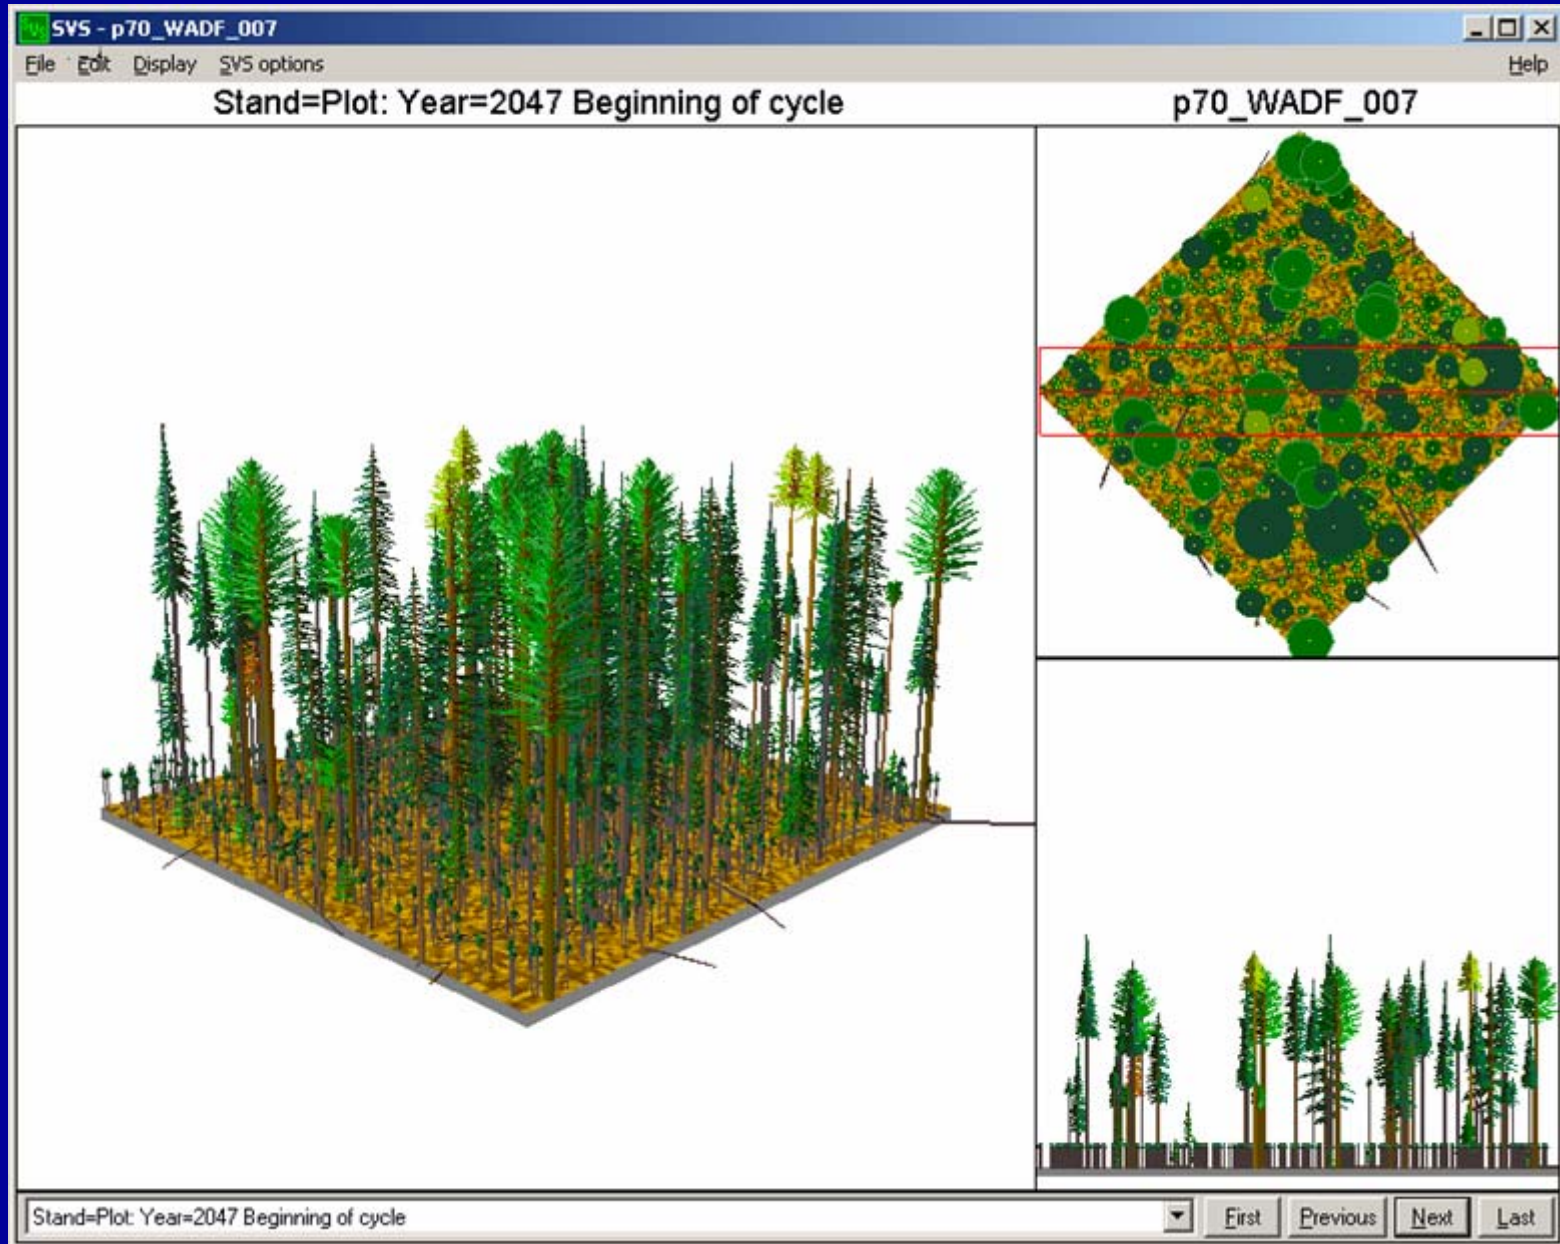 SVS - p70_WADF_007
File Edit Display SVS options Help
Stand=Plot: Year=2047 Beginning of cycle
p70_WADF_007
Stand=Plot: Year=2047 Beginning of cycle
First Previous Next Last